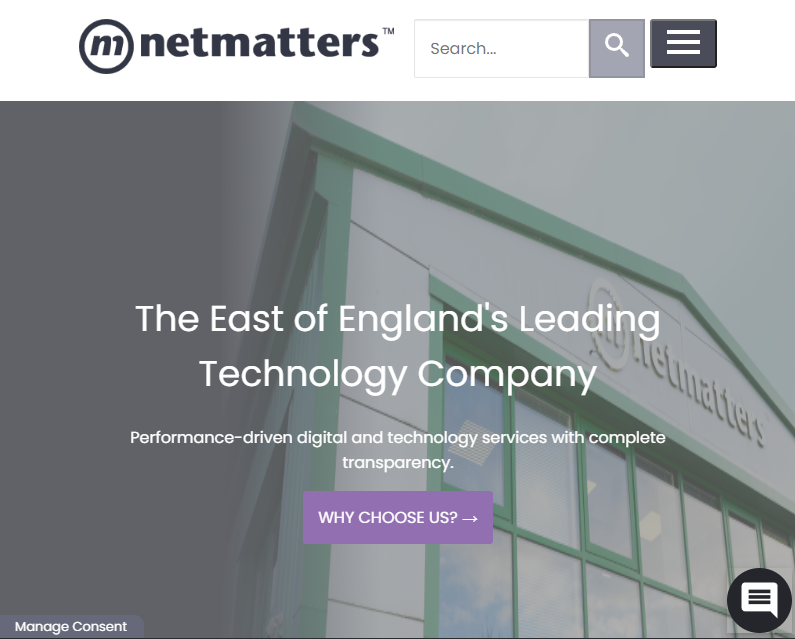 netmatters™
Search...
The East of England's Leading
Technology Company
netmatters
Performance-driven digital and technology services with complete
transparency.
WHY CHOOSE US? →
Manage Consent